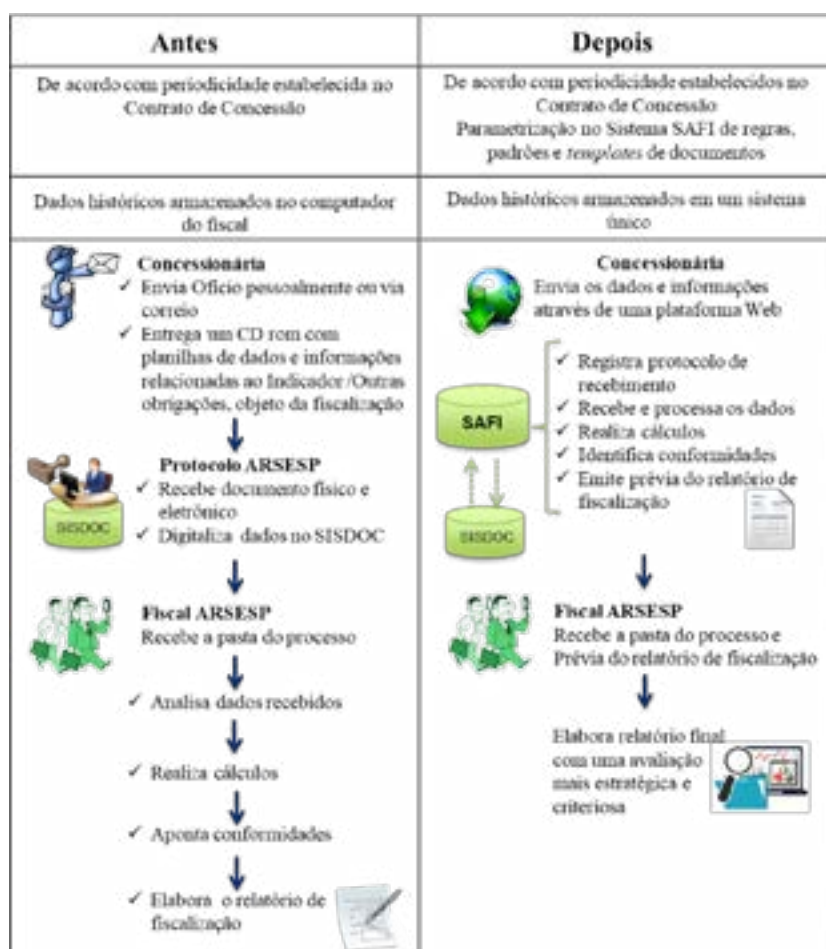 Antes
De acordo com periodicidade estabelecida no
Contrato de Concessão
Dados históricos armazenados no computador
do fiscal
Concessionária
✓ Envia Ofício pessoalmente ou via
correio
✓ Entrega um CD rom com
planilhas de dados e informações
relacionadas ao Indicador /Outras
obrigações, objeto da fiscalização
Protocolo ARSESP
✓ Recebe documento físico e
eletrônico
✓ Digitaliza dados no SISDOC
SISDOC
Fiscal ARSESP
Recebe a pasta do processo
✓ Analisa dados recebidos
✓ Realiza cálculos
✓ Aponta conformidades
✓ Elabora o relatório de
fiscalização
Depois
De acordo com periodicidade estabelecidos no
Contrato de Concessão
Parametrização no Sistema SAFI de regras,
padrões e templates de documentos
Dados históricos armazenados em um sistema
único
Concessionária
Envia os dados e informações
através de uma plataforma Web
SAFI
✓ Registra protocolo de
recebimento
✓ Recebe e processa os dados
✓ Realiza cálculos
✓ Identifica conformidades
✓ Emite prévia do relatório de
fiscalização
SISDOC
Fiscal ARSESP
Recebe a pasta do processo e
Prévia do relatório de fiscalização
Elabora relatório final
com uma avaliação
mais estratégica e
criteriosa